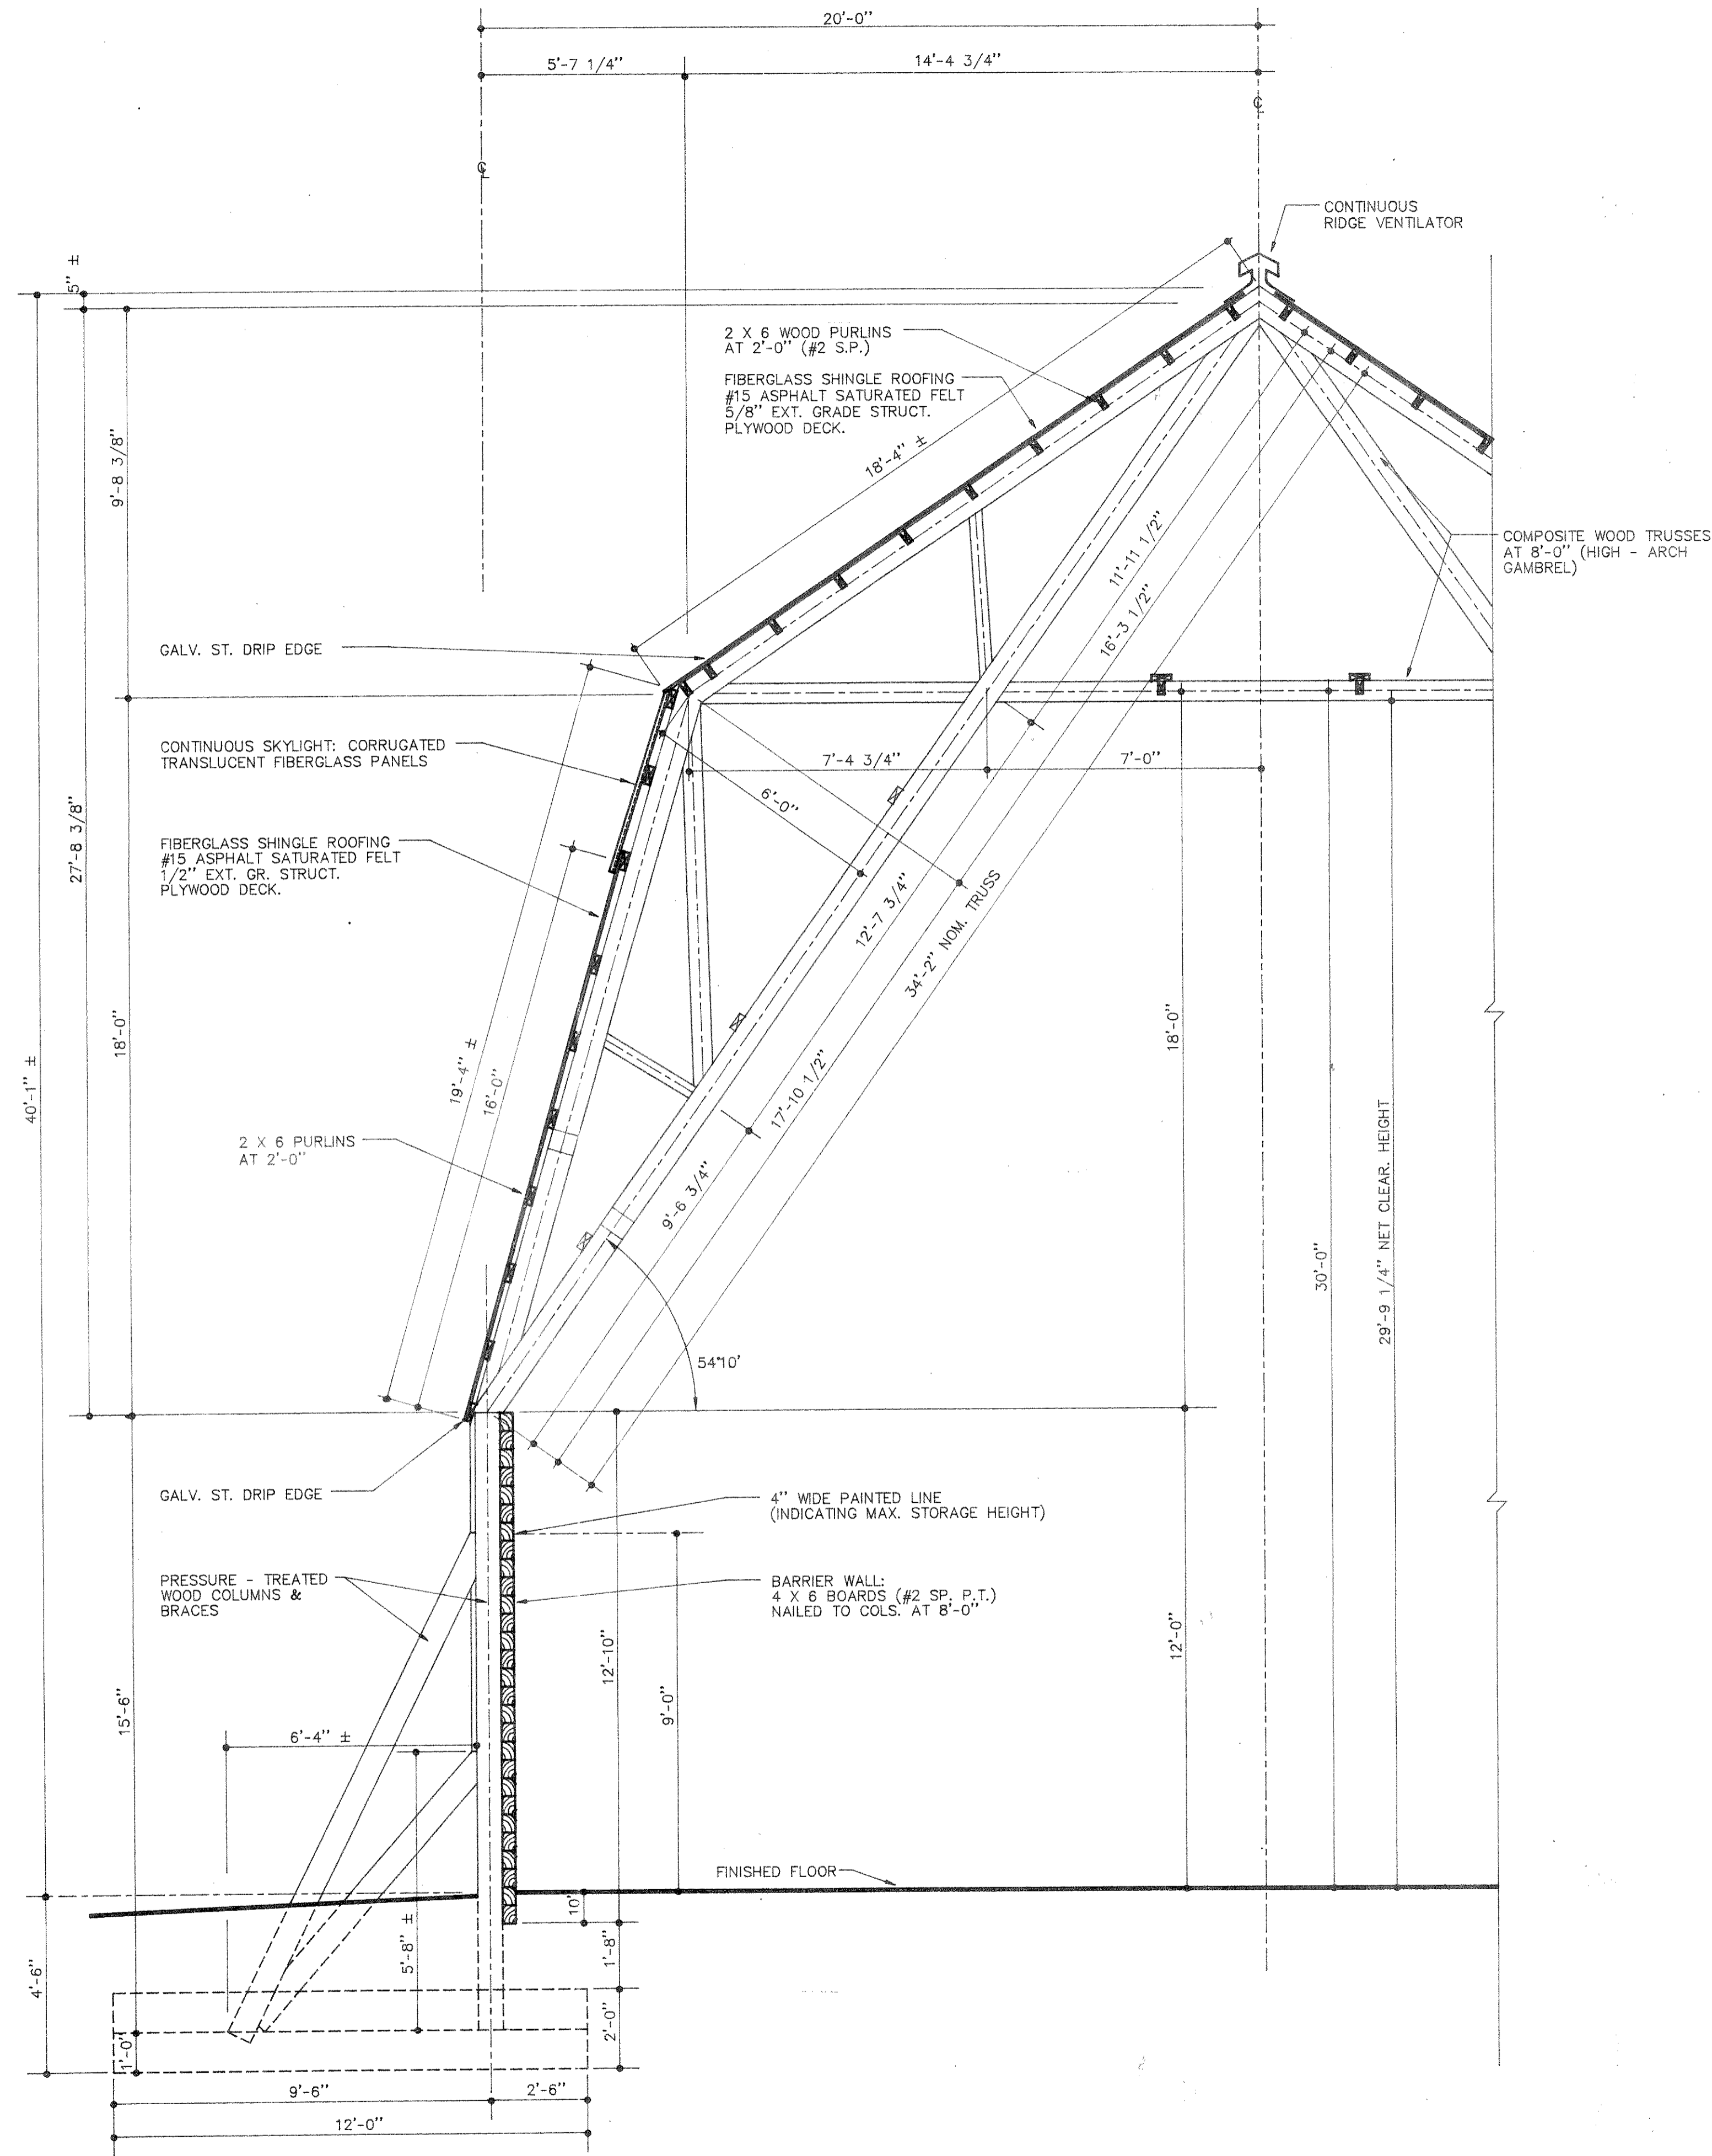 20'-0"
5'-7 1/4"
14'-4 3/4"
℄
℄
CONTINUOUS
RIDGE VENTILATOR
5" ±
2 X 6 WOOD PURLINS
AT 2'-0" (#2 S.P.)
FIBERGLASS SHINGLE ROOFING
#15 ASPHALT SATURATED FELT
5/8" EXT. GRADE STRUCT.
PLYWOOD DECK.
18'-4" ±
9'-8 3/8"
11'-11 1/2"
16'-3 1/2"
COMPOSITE WOOD TRUSSES
AT 8'-0" (HIGH - ARCH
GAMBREL)
GALV. ST. DRIP EDGE
CONTINUOUS SKYLIGHT: CORRUGATED
TRANSLUCENT FIBERGLASS PANELS
7'-4 3/4"
7'-0"
6'-0"
27'-8 3/8"
FIBERGLASS SHINGLE ROOFING
#15 ASPHALT SATURATED FELT
1/2" EXT. GR. STRUCT.
PLYWOOD DECK.
12'-7 3/4"
34'-2" NOM. TRUSS
18'-0"
18'-0"
40'-1" ±
19'-4" ±
16'-0"
17'-10 1/2"
2 X 6 PURLINS
AT 2'-0"
9'-6 3/4"
30'-0"
29'-9 1/4" NET CLEAR. HEIGHT
54°10'
GALV. ST. DRIP EDGE
4" WIDE PAINTED LINE
(INDICATING MAX. STORAGE HEIGHT)
PRESSURE - TREATED
WOOD COLUMNS &
BRACES
BARRIER WALL:
4 X 6 BOARDS (#2 SP. P.T.)
NAILED TO COLS. AT 8'-0"
12'-10"
12'-0"
9'-0"
15'-6"
6'-4" ±
FINISHED FLOOR
10"
5'-8" ±
1'-8"
4'-6"
2'-0"
1'-0"
9'-6"
2'-6"
12'-0"